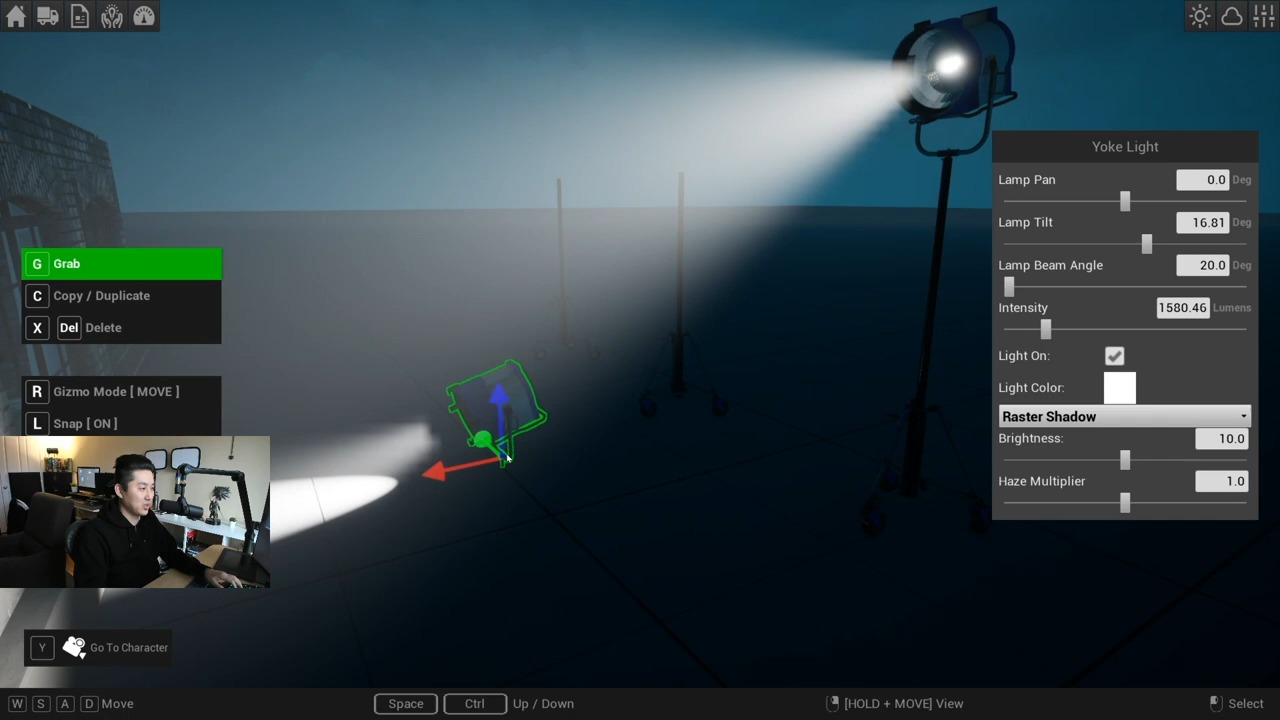 Yoke Light
Lamp Pan 0.0 Deg
Lamp Tilt 16.81 Deg
Lamp Beam Angle 20.0 Deg
Intensity 1580.46 Lumens
Light On:
Light Color:
Raster Shadow
Brightness: 10.0
Haze Multiplier 1.0
G Grab
C Copy / Duplicate
X Del Delete
R Gizmo Mode [ MOVE ]
L Snap [ ON ]
Y Go To Character
W S A D Move
Space Ctrl Up / Down
[HOLD + MOVE] View
Select